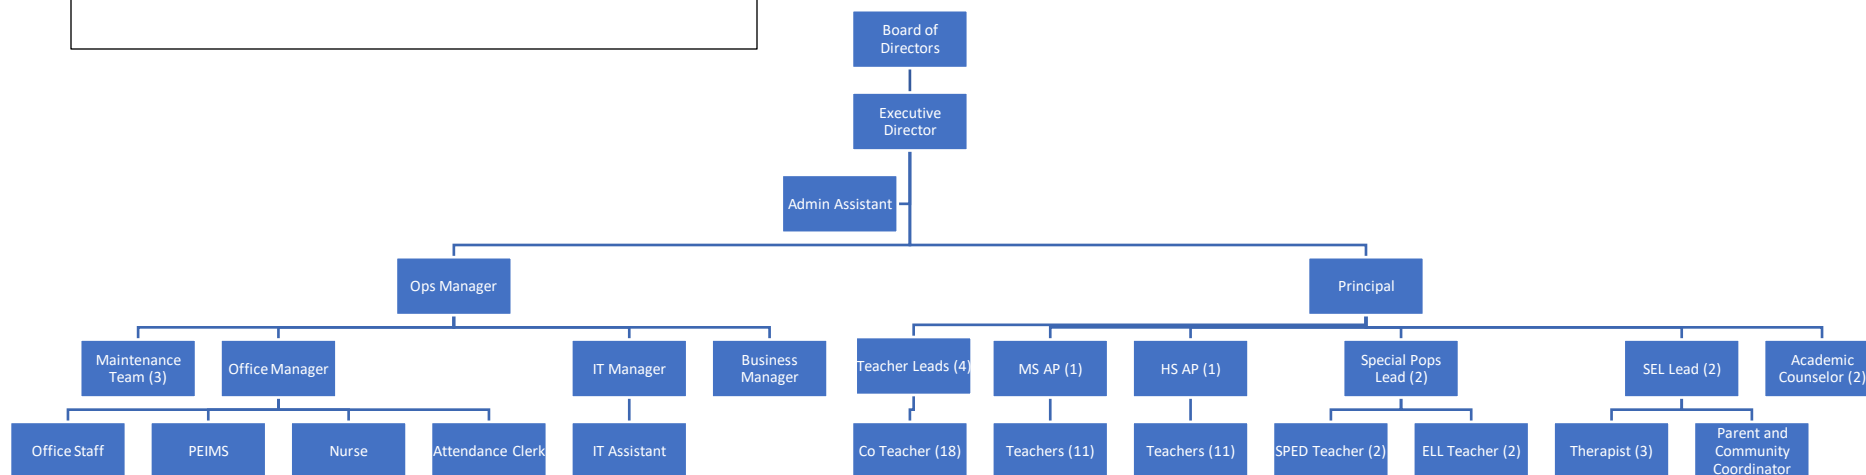 Board of
Directors
Executive
Director
Admin Assistant
Ops Manager
Principal
Maintenance
Team (3)
Office Manager
IT Manager
Business
Manager
Teacher Leads (4)
MS AP (1)
HS AP (1)
Special Pops
Lead (2)
SEL Lead (2)
Academic
Counselor (2)
Office Staff
PEIMS
Nurse
Attendance Clerk
IT Assistant
Co Teacher (18)
Teachers (11)
Teachers (11)
SPED Teacher (2)
ELL Teacher (2)
Therapist (3)
Parent and
Community
Coordinator